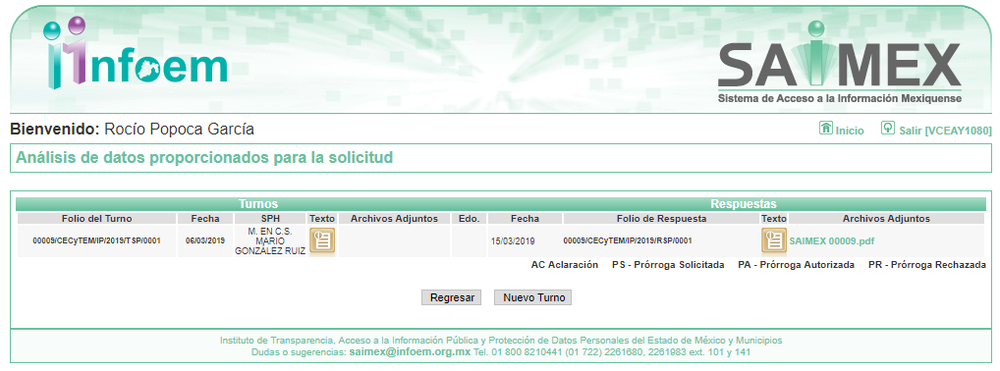 infoem
SAIMEX
Sistema de Acceso a la Información Mexiquense
Bienvenido: Rocío Popoca García
Inicio Salir [VCEAY1080]
Análisis de datos proporcionados para la solicitud
Turnos Respuestas
Folio del Turno Fecha SPH Texto Archivos Adjuntos Edo. Fecha Folio de Respuesta Texto Archivos Adjuntos
00009/CECyTEM/IP/2019/TSP/0001 06/03/2019 M. EN C.S. MARIO GONZÁLEZ RUIZ 15/03/2019 00009/CECyTEM/IP/2019/RSP/0001 SAIMEX 00009.pdf
AC Aclaración PS - Prórroga Solicitada PA - Prórroga Autorizada PR - Prórroga Rechazada
Regresar Nuevo Turno
Instituto de Transparencia, Acceso a la Información Pública y Protección de Datos Personales del Estado de México y Municipios
Dudas o sugerencias: saimex@infoem.org.mx Tel. 01 800 8210441 (01 722) 2261680, 2261983 ext. 101 y 141